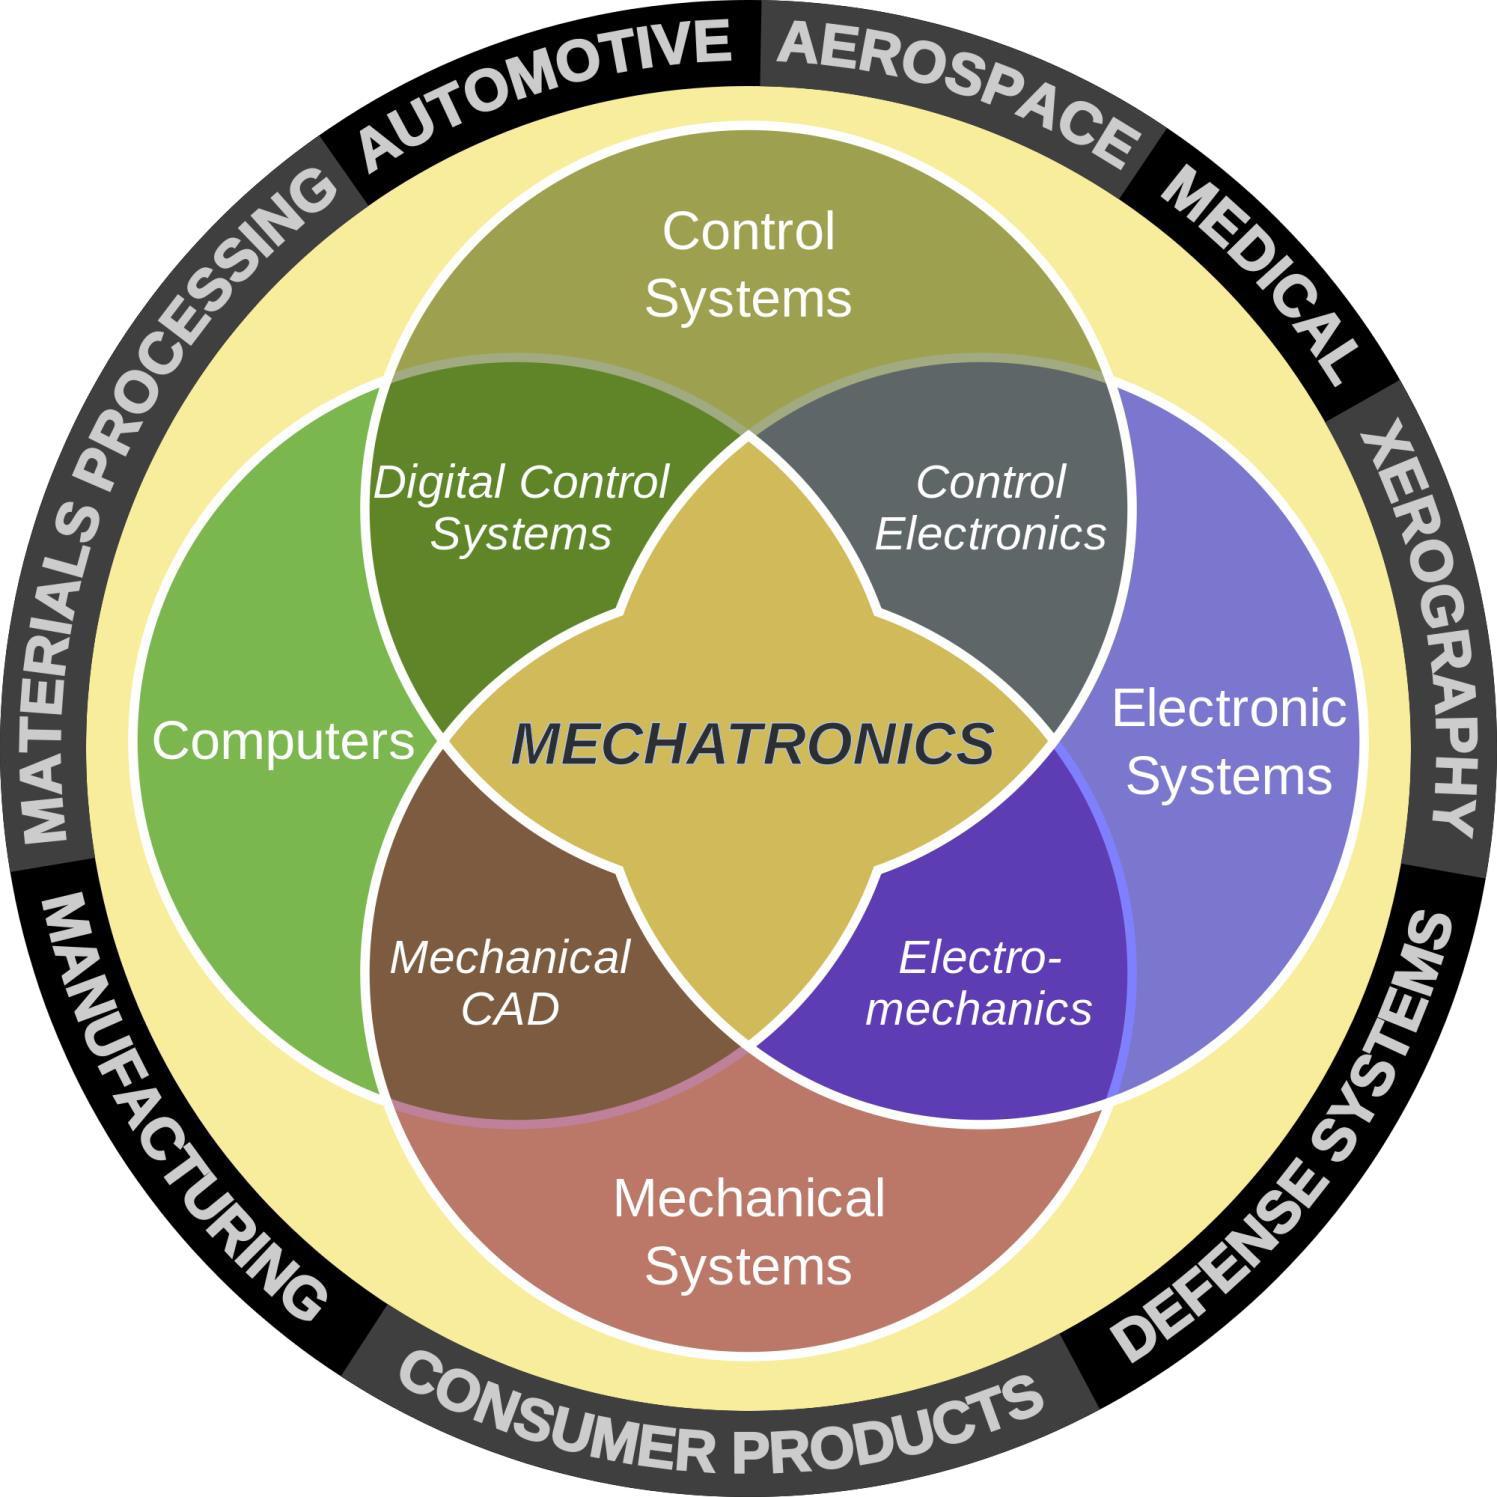 AUTOMOTIVE
AEROSPACE
MEDICAL
XEROGRAPHY
DEFENSE SYSTEMS
CONSUMER PRODUCTS
MANUFACTURING
MATERIALS PROCESSING
Control
Systems
Digital Control
Systems
Control
Electronics
Computers
MECHATRONICS
Electronic
Systems
Mechanical
CAD
Electro-
mechanics
Mechanical
Systems